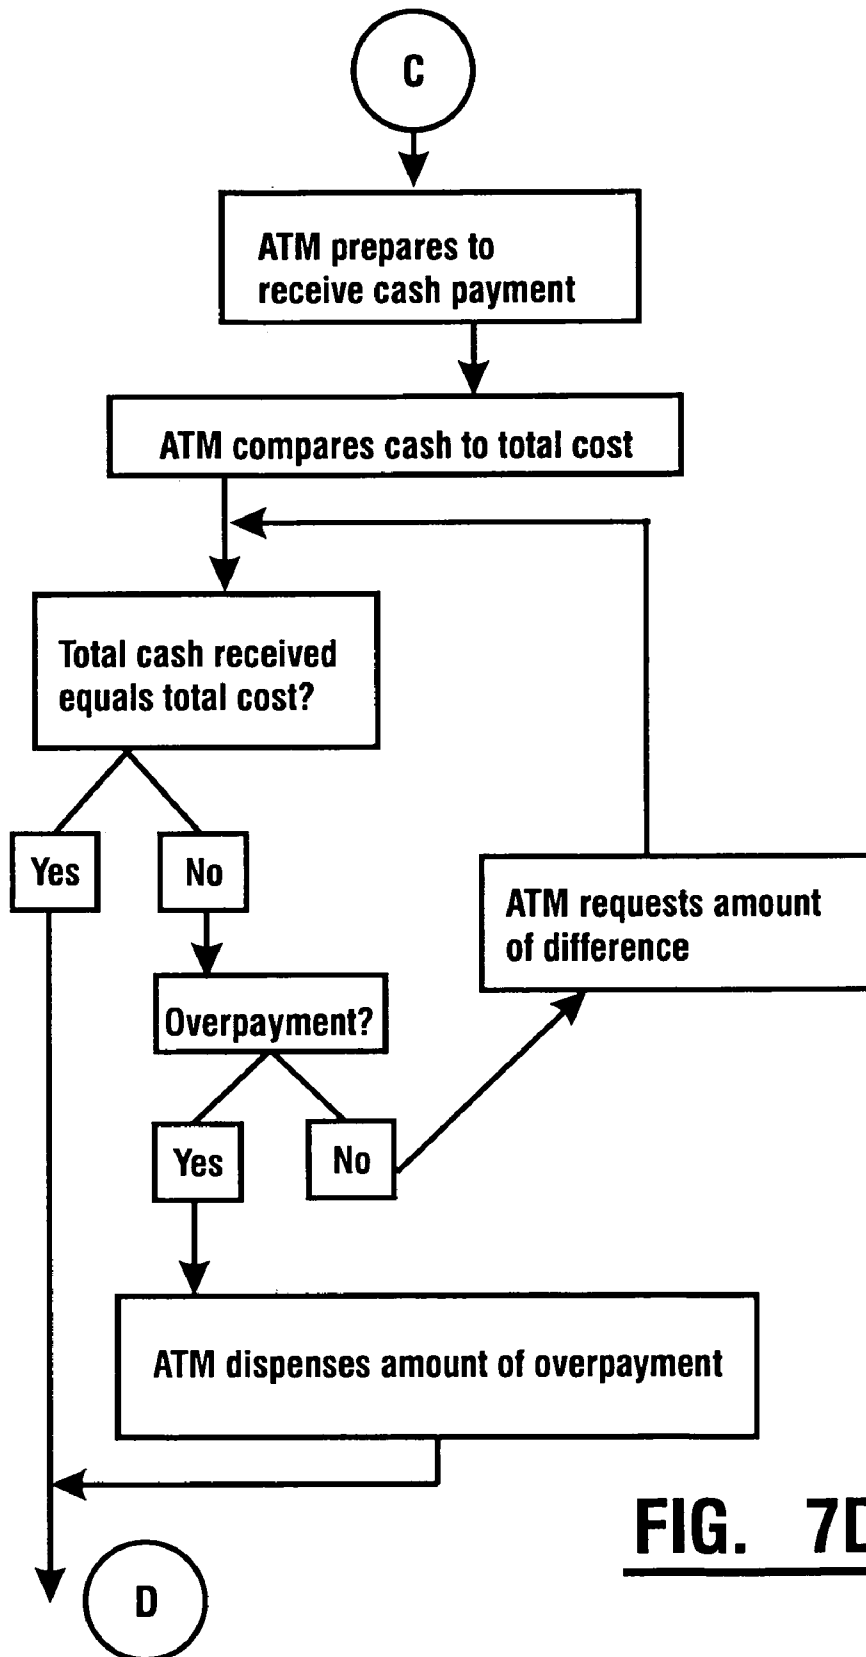 C
ATM prepares to
receive cash payment
ATM compares cash to total cost
Total cash received
equals total cost?
Yes
No
ATM requests amount
of difference
Overpayment?
Yes
No
ATM dispenses amount of overpayment
D
FIG. 7D